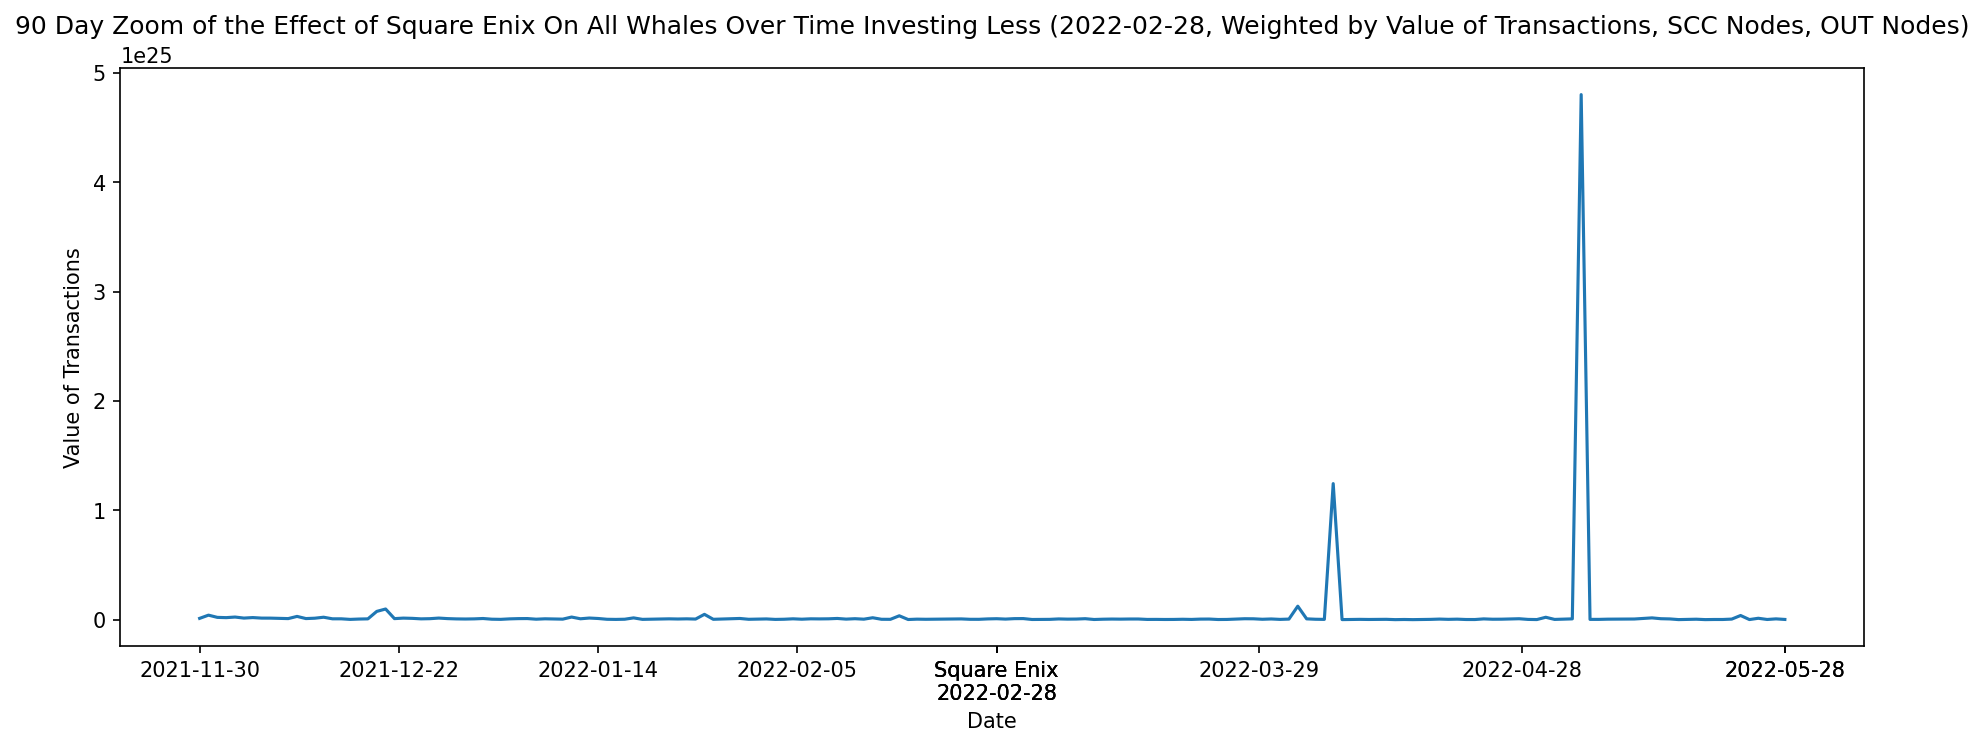 90 Day Zoom of the Effect of Square Enix On All Whales Over Time Investing Less (2022-02-28, Weighted by Value of Transactions, SCC Nodes, OUT Nodes)
1e25
5
4
3
2
1
0
Value of Transactions
2021-11-30 2021-12-22 2022-01-14 2022-02-05 Square Enix 2022-03-29 2022-04-28 2022-05-28
2022-02-28
Date